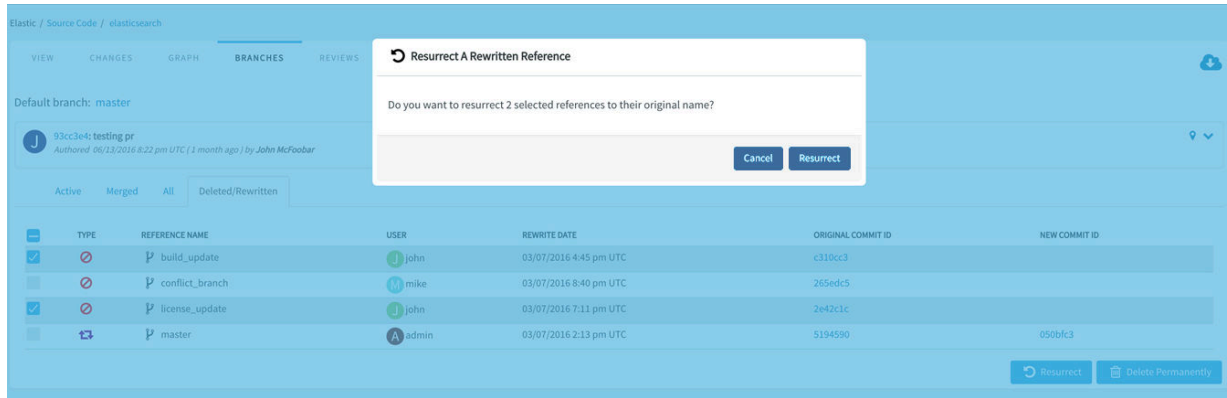 Elastic / Source Code / elasticsearch
VIEW CHANGES GRAPH BRANCHES REVIEWS
Resurrect A Rewritten Reference
Do you want to resurrect 2 selected references to their original name?
Cancel Resurrect
Default branch: master
J 93cc3e4: testing pr
Authored 06/13/2016 8:22 pm UTC ( 1 month ago ) by John McFoobar
Active Merged All Deleted/Rewritten
TYPE REFERENCE NAME USER REWRITE DATE ORIGINAL COMMIT ID NEW COMMIT ID
build_update J john 03/07/2016 4:45 pm UTC c310cc3
conflict_branch M mike 03/07/2016 8:40 pm UTC 265edc5
license_update J john 03/07/2016 7:11 pm UTC 2e42c1c
master A admin 03/07/2016 2:13 pm UTC 5194590 050bfc3
Resurrect Delete Permanently